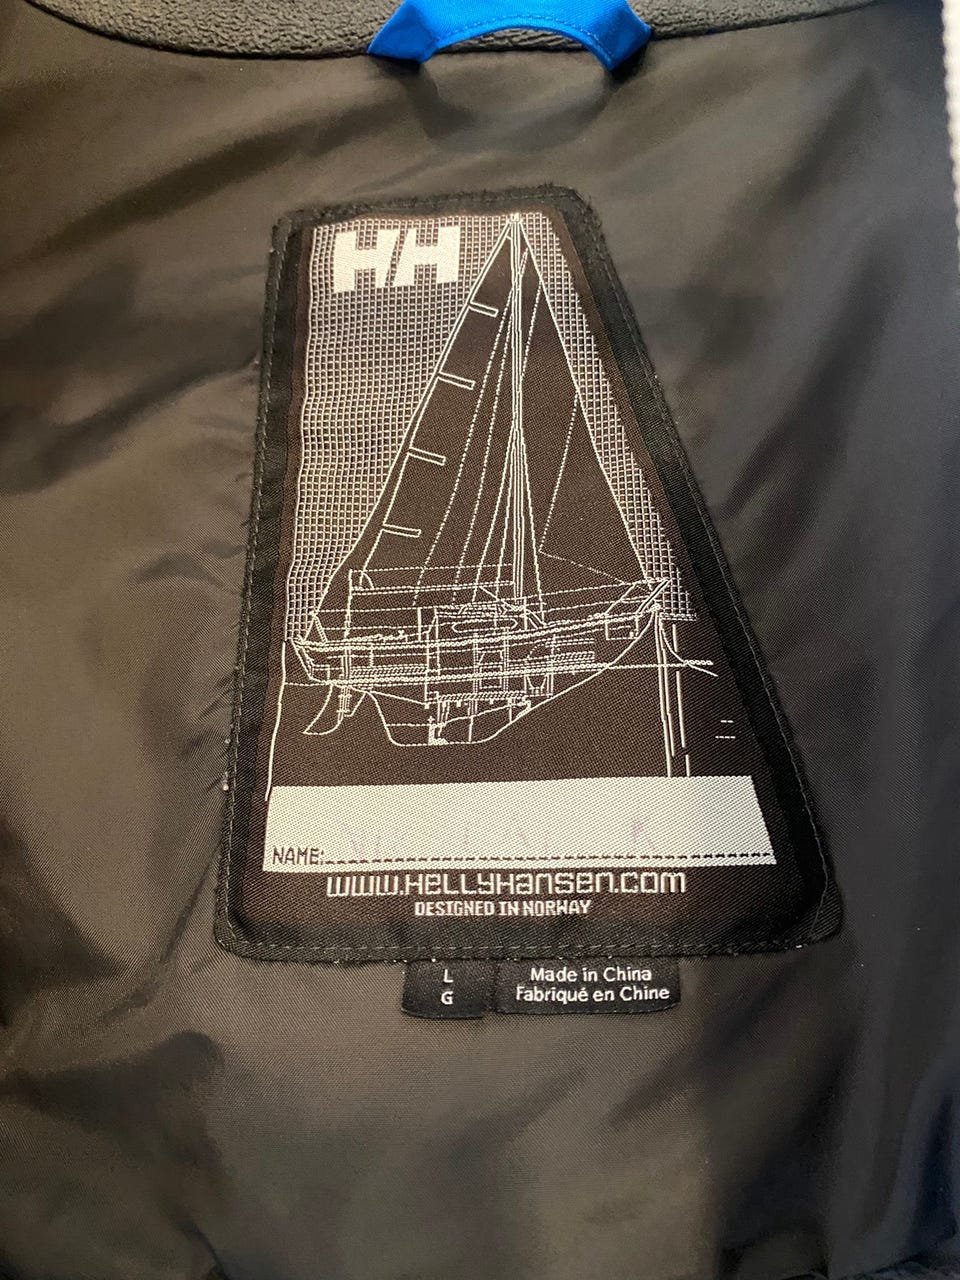 HH
NAME:
www.HELLYHANSEN.COM
DESIGNED IN NORWAY
L
G
Made in China
Fabriqué en Chine